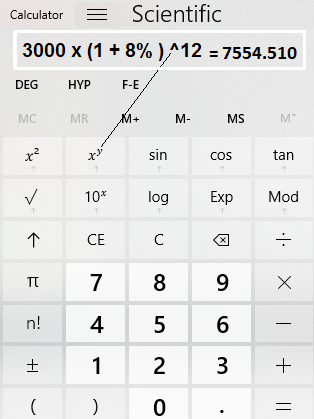 Calculator Scientific
3000 x (1 + 8% ) ^12 = 7554.510
DEG HYP F-E
MC MR M+ M- MS M˅
x² xʸ sin cos tan
√ 10ˣ log Exp Mod
↑ CE C ⌫ ÷
π 7 8 9 ×
n! 4 5 6 −
± 1 2 3 +
( ) 0 . =